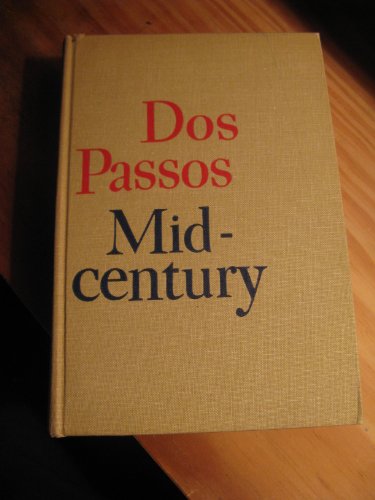 Dos
Passos
Mid-
century